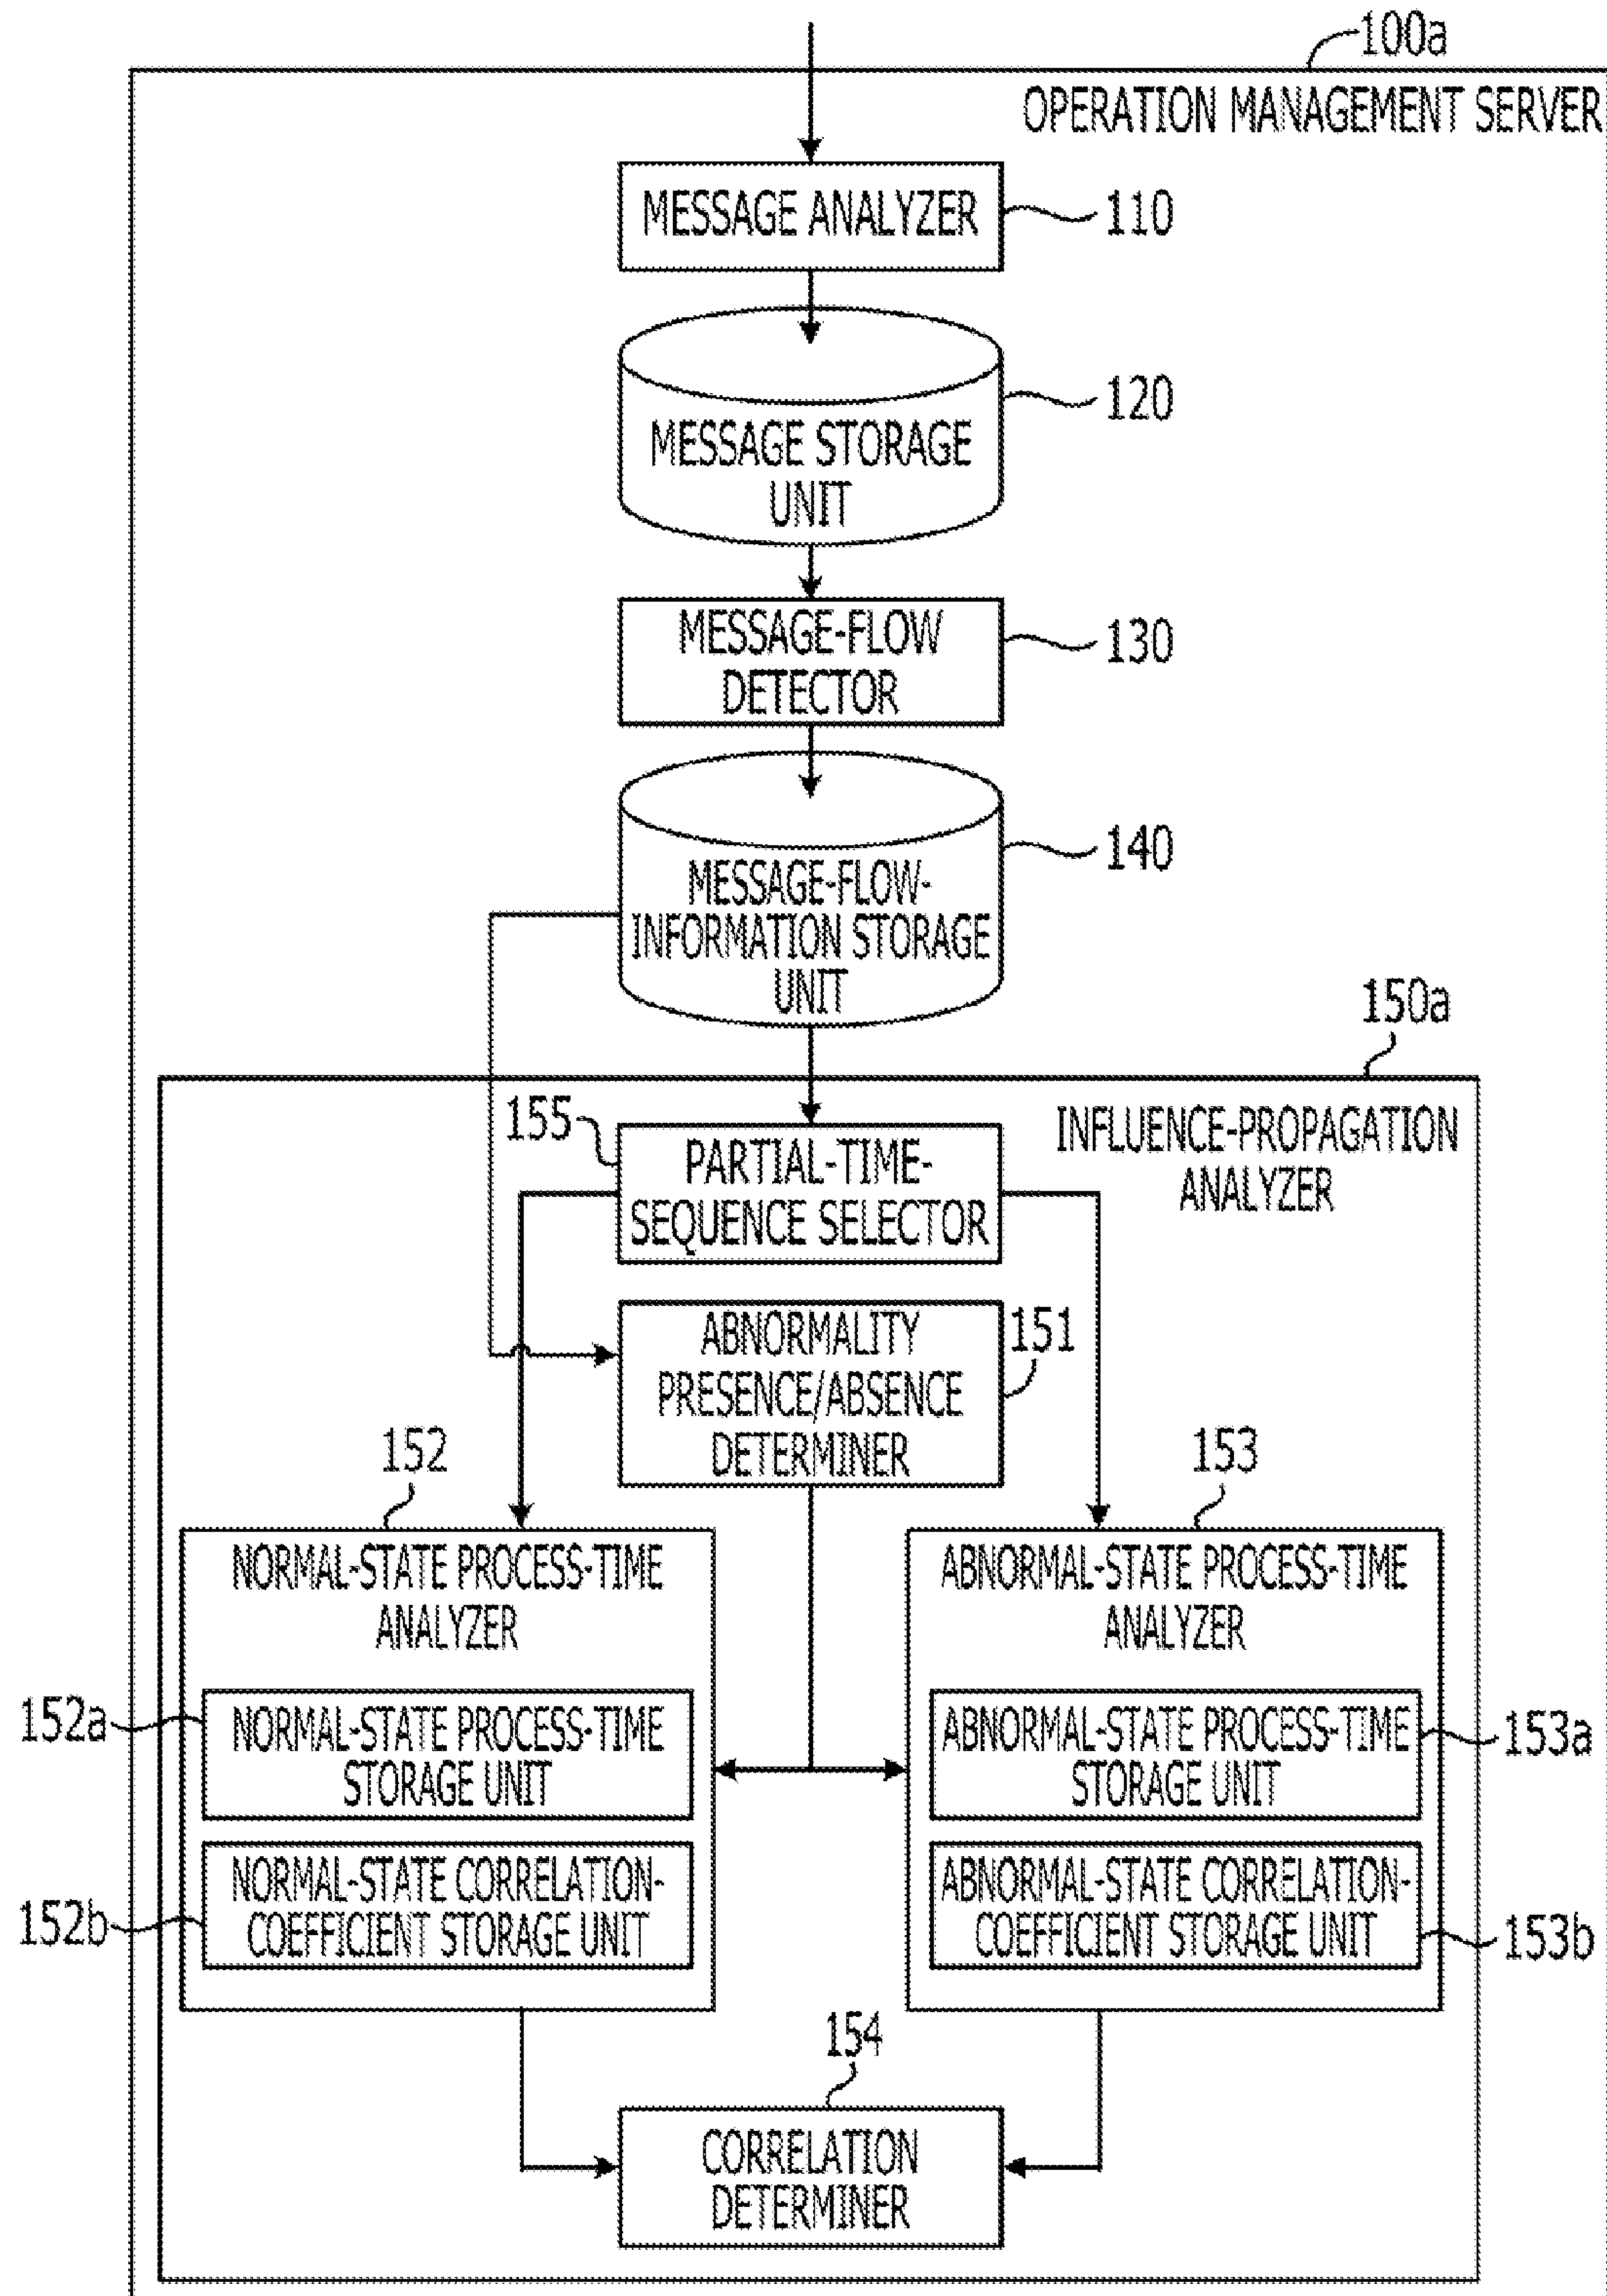 100a
OPERATION MANAGEMENT SERVER
MESSAGE ANALYZER
110
120
MESSAGE STORAGE
UNIT
MESSAGE-FLOW
DETECTOR
130
140
MESSAGE-FLOW-
INFORMATION STORAGE
UNIT
150a
155
INFLUENCE-PROPAGATION
ANALYZER
PARTIAL-TIME-
SEQUENCE SELECTOR
ABNORMALITY
PRESENCE/ABSENCE
DETERMINER
151
152
153
NORMAL-STATE PROCESS-TIME
ANALYZER
ABNORMAL-STATE PROCESS-TIME
ANALYZER
152a
NORMAL-STATE PROCESS-TIME
STORAGE UNIT
ABNORMAL-STATE PROCESS-TIME
STORAGE UNIT
153a
152b
NORMAL-STATE CORRELATION-
COEFFICIENT STORAGE UNIT
ABNORMAL-STATE CORRELATION-
COEFFICIENT STORAGE UNIT
153b
154
CORRELATION
DETERMINER